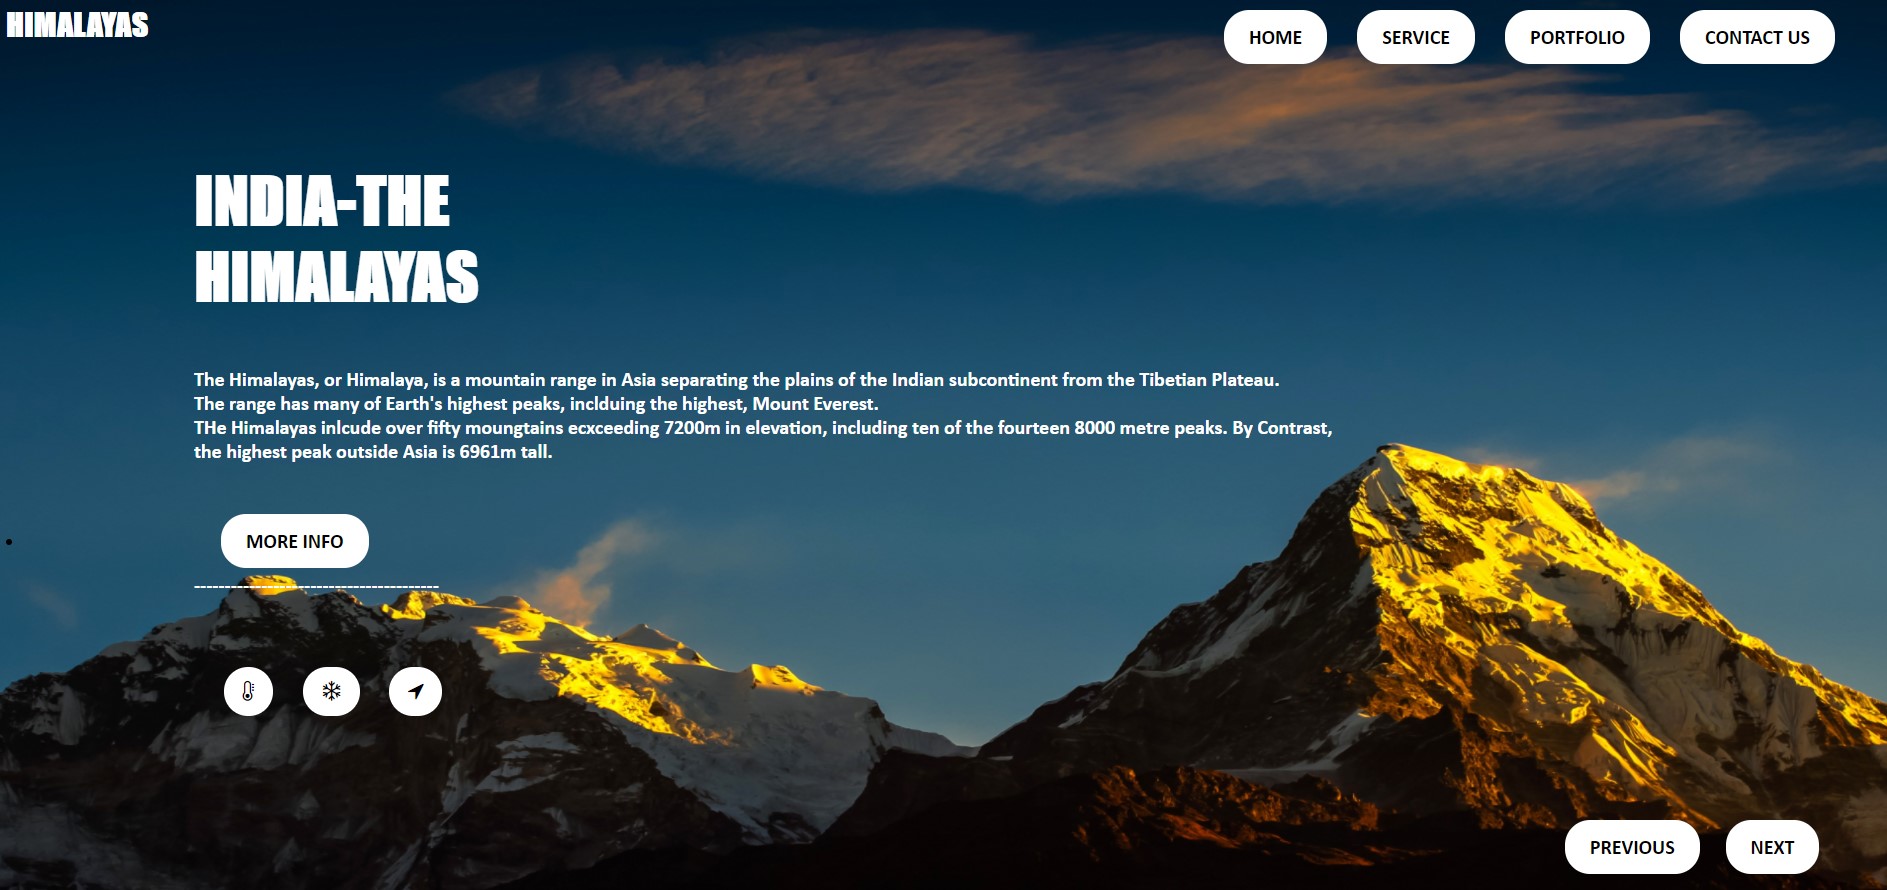 HIMALAYAS
HOME
SERVICE
PORTFOLIO
CONTACT US
INDIA-THE
HIMALAYAS
The Himalayas, or Himalaya, is a mountain range in Asia separating the plains of the Indian subcontinent from the Tibetian Plateau.
The range has many of Earth's highest peaks, inclduing the highest, Mount Everest.
THe Himalayas inlcude over fifty moungtains ecxceeding 7200m in elevation, including ten of the fourteen 8000 metre peaks. By Contrast,
the highest peak outside Asia is 6961m tall.
MORE INFO
----------------------------------------
PREVIOUS
NEXT